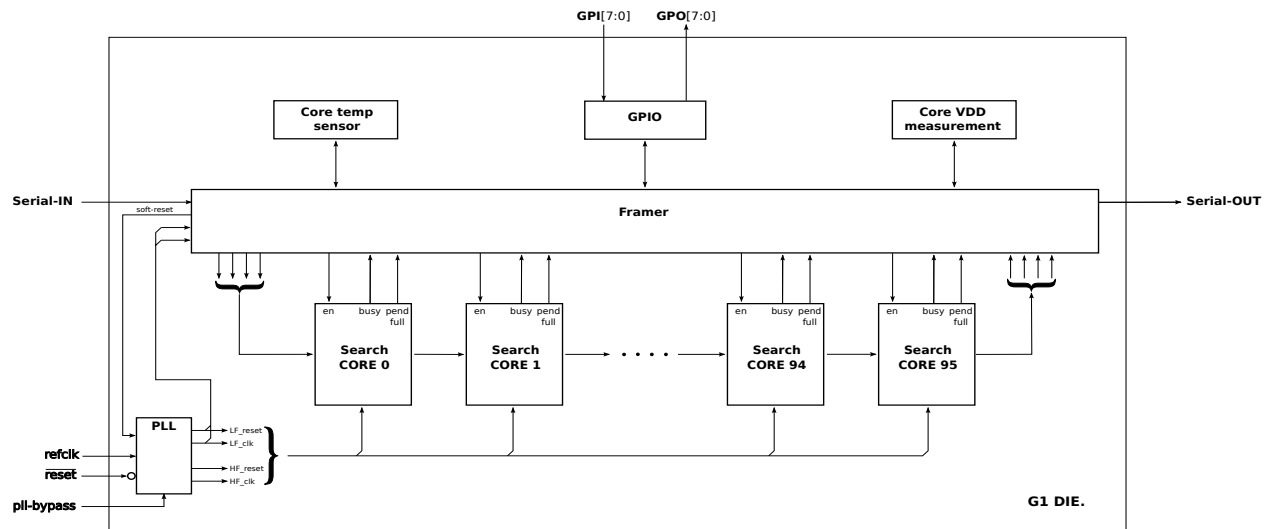 GPI[7:0] GPO[7:0]
Core temp
sensor
GPIO
Core VDD
measurement
Serial-IN
Serial-OUT
soft-reset
Framer
en busy pend
full
en busy pend
full
en busy pend
full
en busy pend
full
Search
CORE 0
Search
CORE 1
. . . .
Search
CORE 94
Search
CORE 95
PLL
LF_reset
LF_clk
HF_reset
HF_clk
refclk
reset
pll-bypass
G1 DIE.